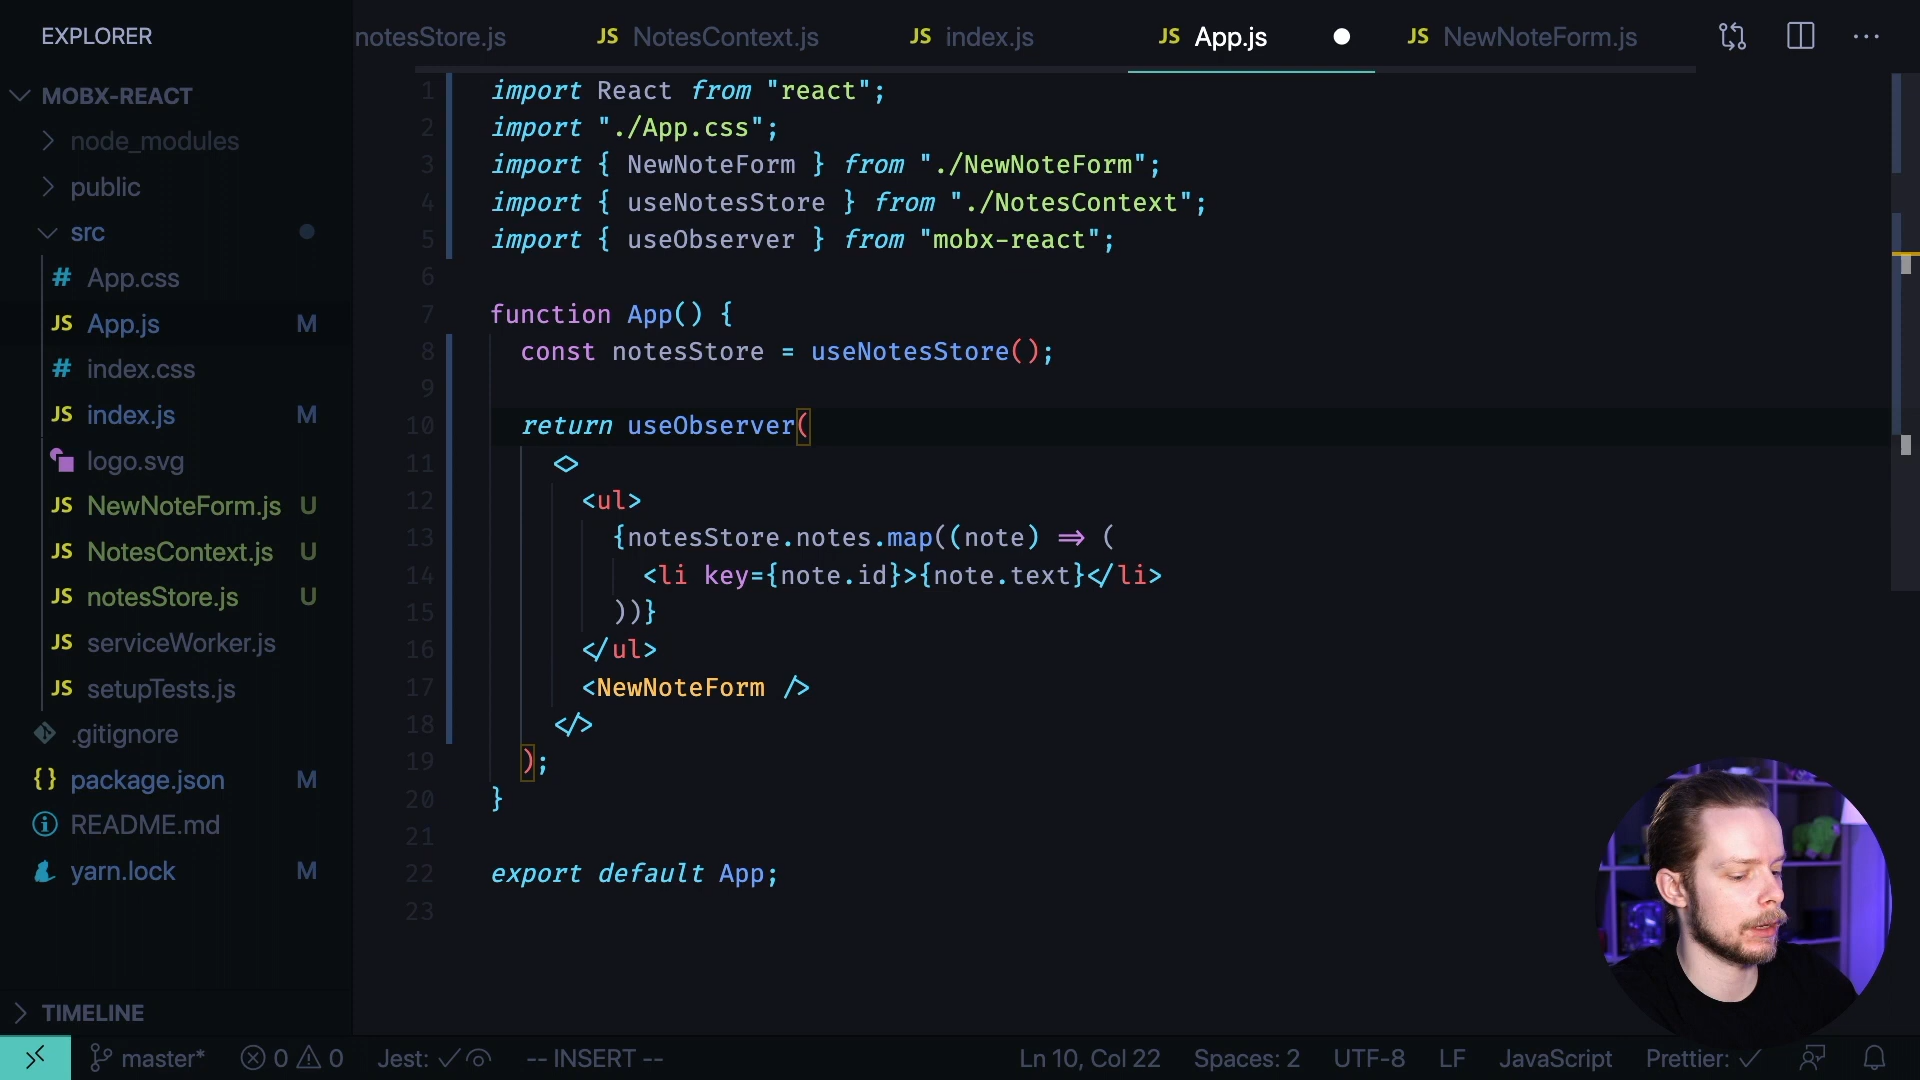 EXPLORER
MOBX-REACT
node_modules
public
src
# App.css
JS App.js M
# index.css
JS index.js M
logo.svg
JS NewNoteForm.js U
JS NotesContext.js U
JS notesStore.js U
JS serviceWorker.js
JS setupTests.js
.gitignore
{} package.json M
README.md
yarn.lock M
TIMELINE
notesStore.js JS NotesContext.js JS index.js JS App.js JS NewNoteForm.js
1 import React from "react";
2 import "./App.css";
3 import { NewNoteForm } from "./NewNoteForm";
4 import { useNotesStore } from "./NotesContext";
5 import { useObserver } from "mobx-react";
6
7 function App() {
8 const notesStore = useNotesStore();
9
10 return useObserver(
11 <>
12 <ul>
13 {notesStore.notes.map((note) => (
14 <li key={note.id}>{note.text}</li>
15 ))}
16 </ul>
17 <NewNoteForm />
18 </>
19 );
20 }
21
22 export default App;
23
master* 0 0 Jest: -- INSERT -- Ln 10, Col 22 Spaces: 2 UTF-8 LF JavaScript Prettier: ✓